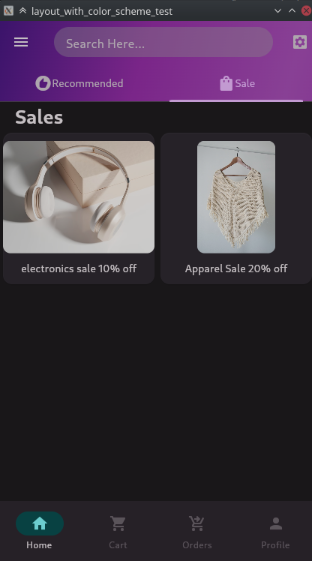 layout_with_color_scheme_test
Search Here...
Recommended
Sale
Sales
electronics sale 10% off
Apparel Sale 20% off
Home
Cart
Orders
Profile